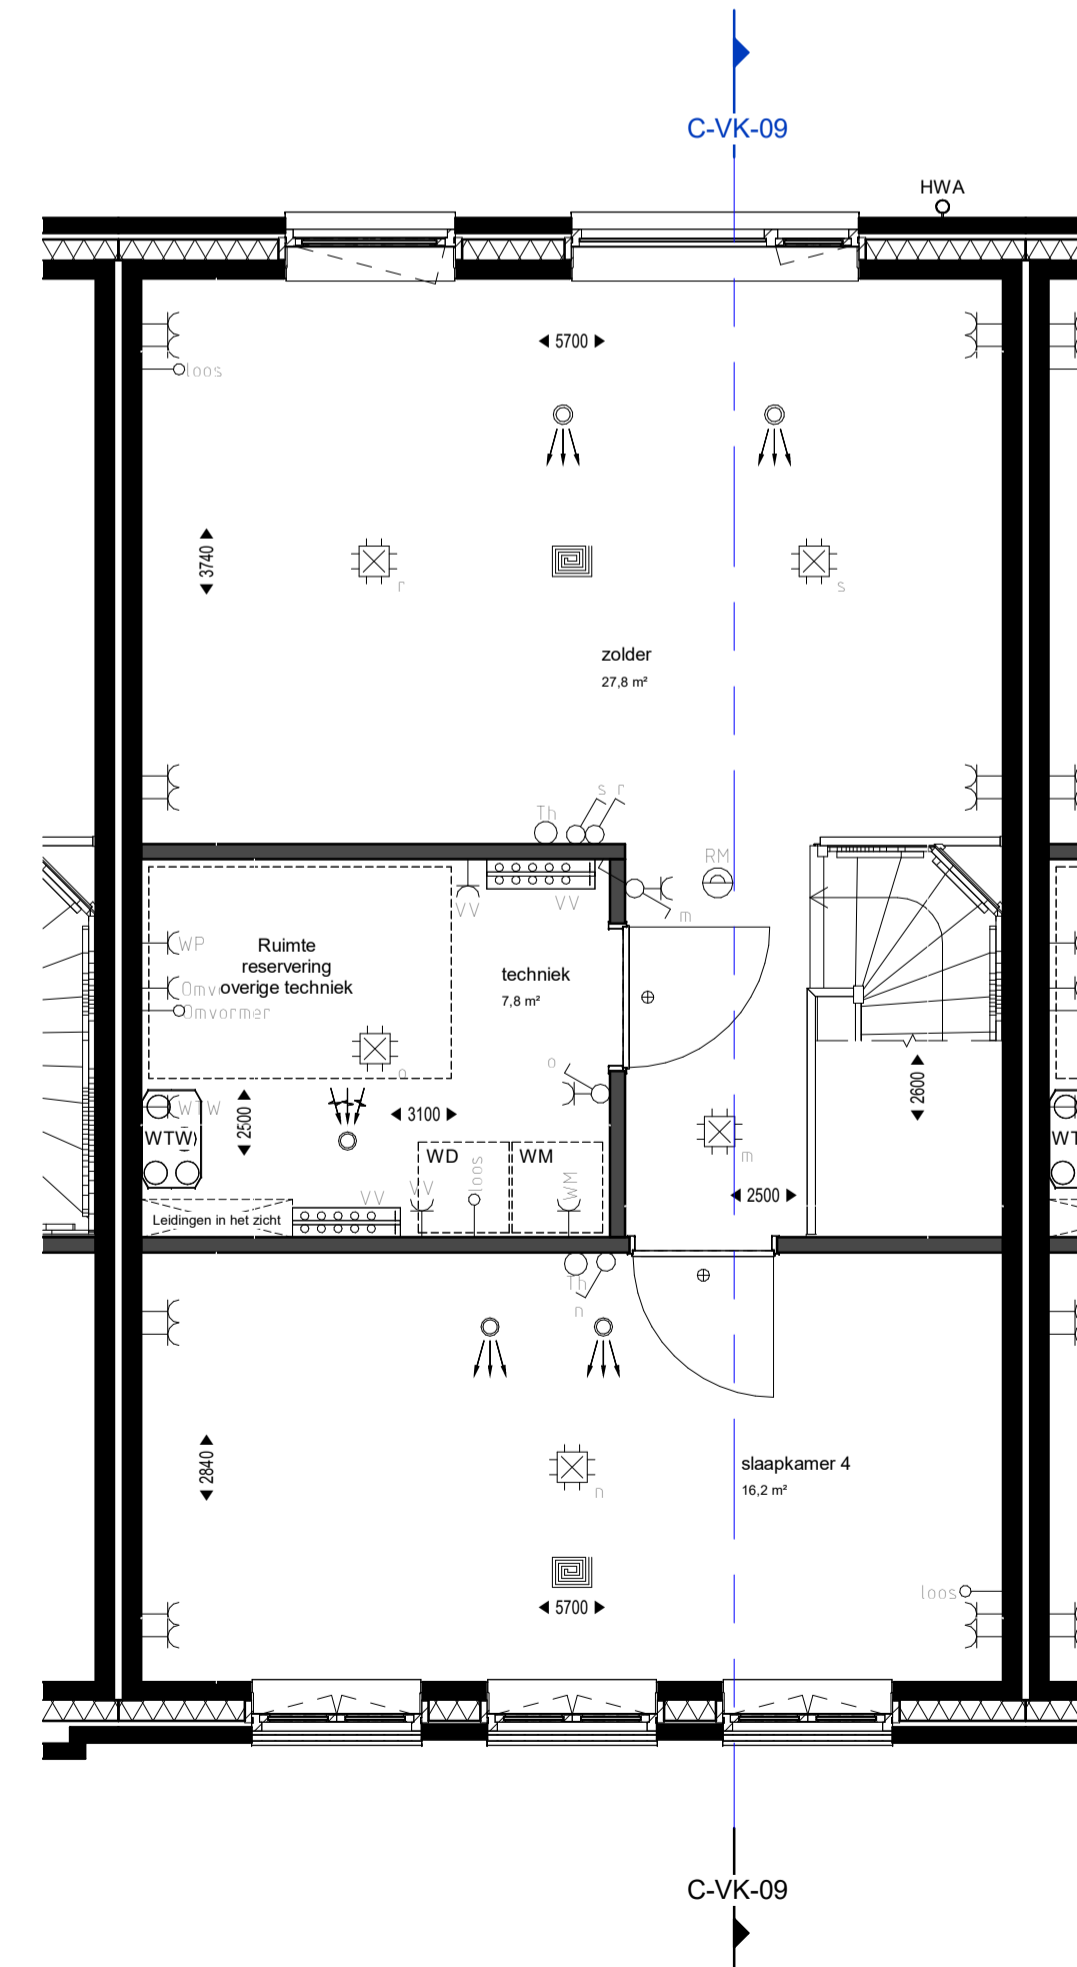 C-VK-09
HWA
5700
loos
3740
r
s
zolder
27,8 m²
Th
s r
RM
VV
VV
m
WP
Ruimte
reservering
overige techniek
techniek
7,8 m²
Omvormer
o
o
2600
WTW
2500
3100
WTW
WD
WM
m
VV
VV
loos
WM
2500
Leidingen in het zicht
WT
Th
n
2840
slaapkamer 4
16,2 m²
n
loos
5700
C-VK-09